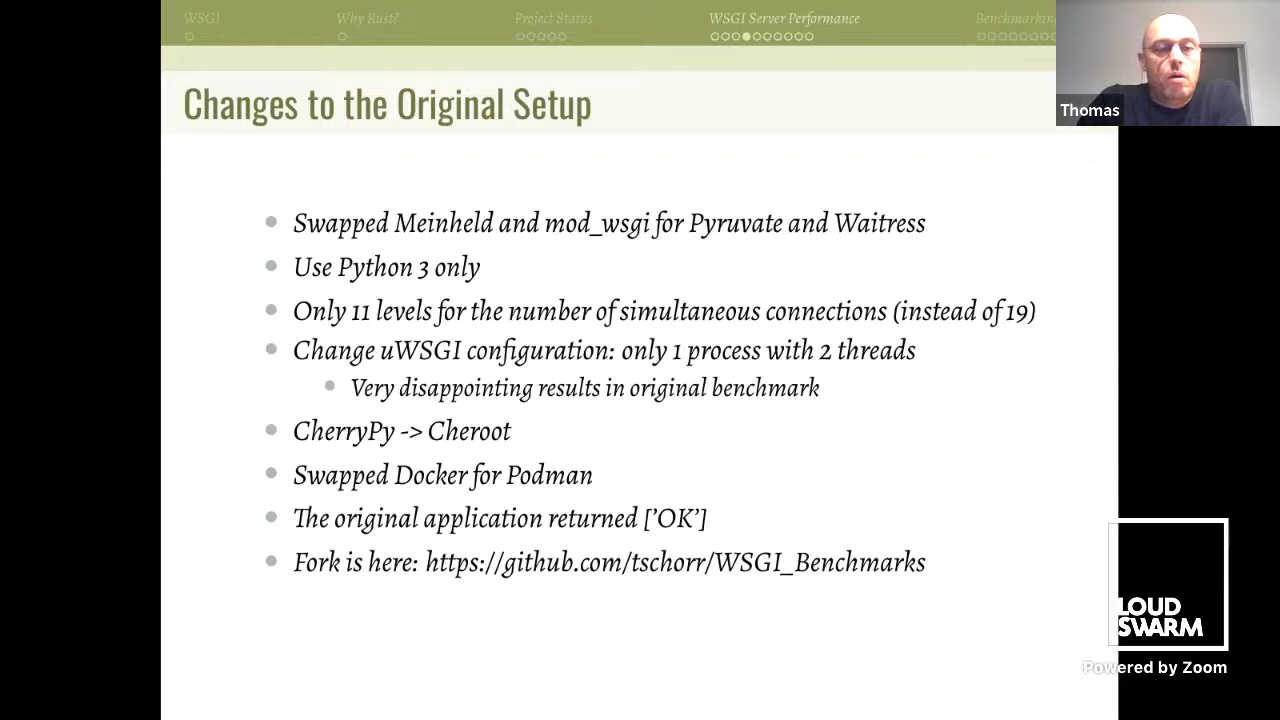 WSGI
Why Rust?
Project Status
WSGI Server Performance
Benchmarking
Thomas
Changes to the Original Setup
Swapped Meinheld and mod_wsgi for Pyruvate and Waitress
Use Python 3 only
Only 11 levels for the number of simultaneous connections (instead of 19)
Change uWSGI configuration: only 1 process with 2 threads
Very disappointing results in original benchmark
CherryPy -> Cheroot
Swapped Docker for Podman
The original application returned ['OK']
Fork is here: https://github.com/tschorr/WSGI_Benchmarks
LOUD
SWARM
Powered by Zoom